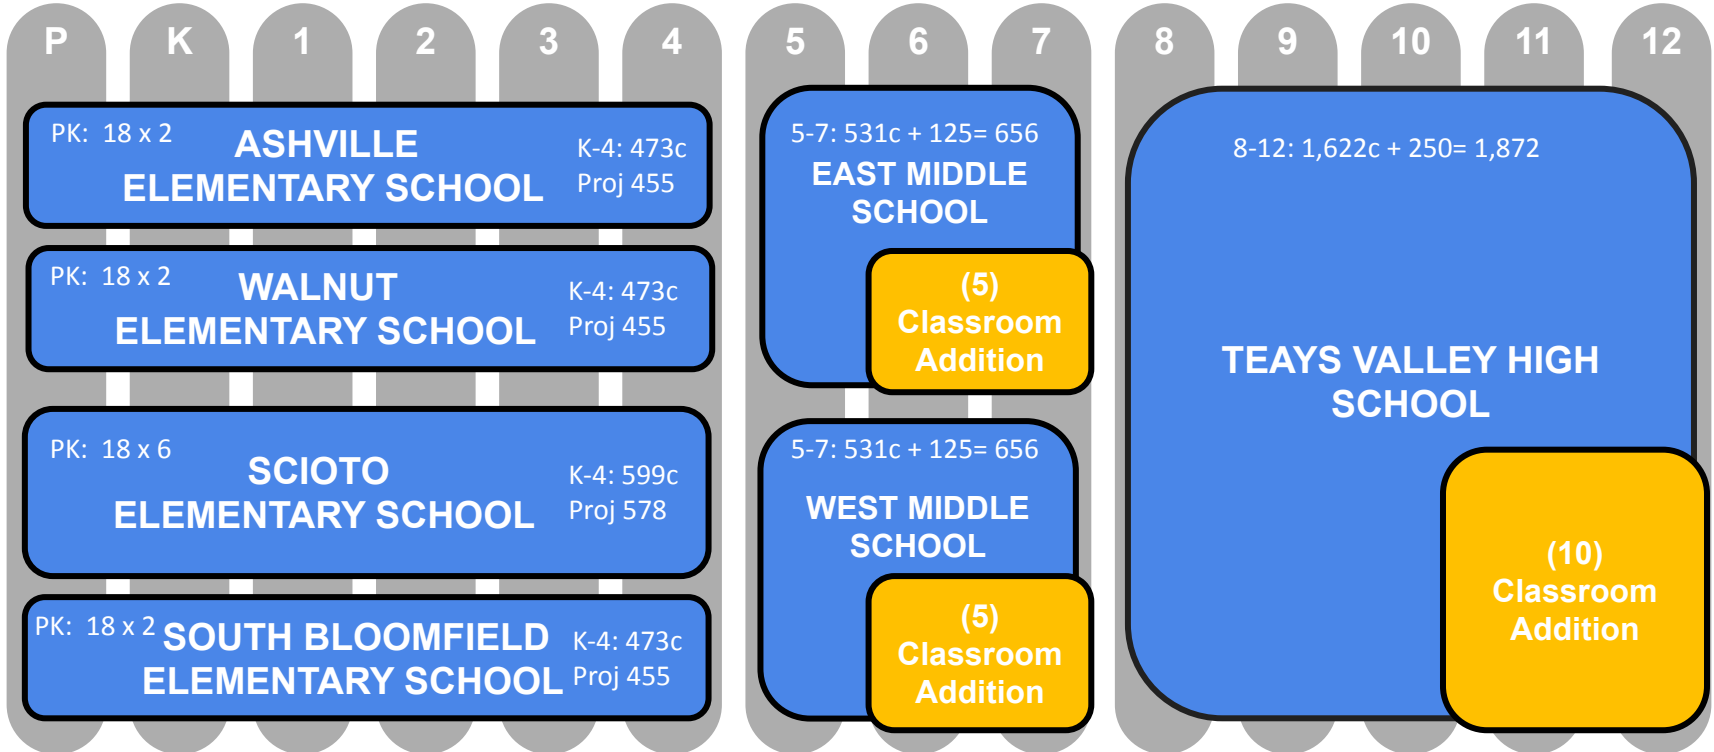 P K 1 2 3 4 5 6 7 8 9 10 11 12
PK: 18 x 2
ASHVILLE
ELEMENTARY SCHOOL
K-4: 473c
Proj 455
PK: 18 x 2
WALNUT
ELEMENTARY SCHOOL
K-4: 473c
Proj 455
PK: 18 x 6
SCIOTO
ELEMENTARY SCHOOL
K-4: 599c
Proj 578
PK: 18 x 2
SOUTH BLOOMFIELD
ELEMENTARY SCHOOL
K-4: 473c
Proj 455
5-7: 531c + 125= 656
EAST MIDDLE
SCHOOL
(5)
Classroom
Addition
5-7: 531c + 125= 656
WEST MIDDLE
SCHOOL
(5)
Classroom
Addition
8-12: 1,622c + 250= 1,872
TEAYS VALLEY HIGH
SCHOOL
(10)
Classroom
Addition